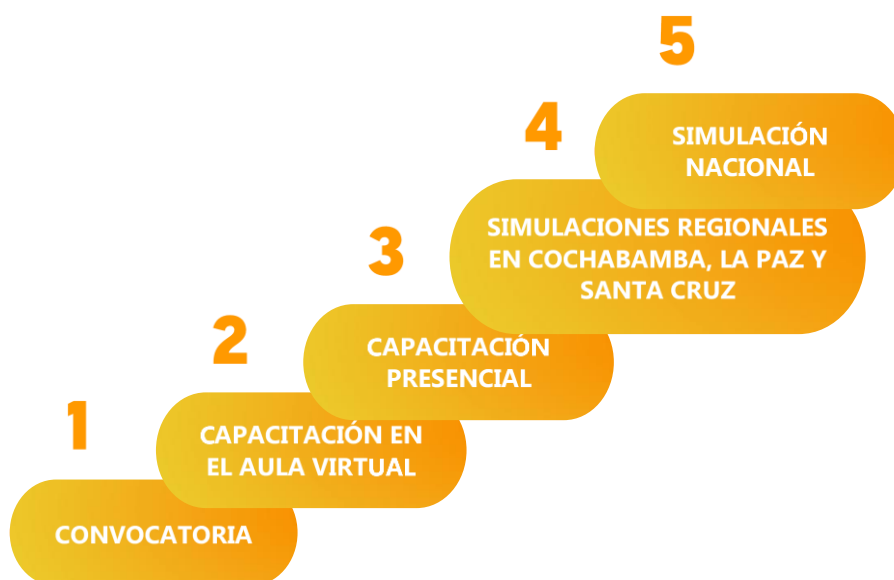 1
CONVOCATORIA
2
CAPACITACIÓN EN
EL AULA VIRTUAL
3
CAPACITACIÓN
PRESENCIAL
4
SIMULACIONES REGIONALES
EN COCHABAMBA, LA PAZ Y
SANTA CRUZ
5
SIMULACIÓN
NACIONAL